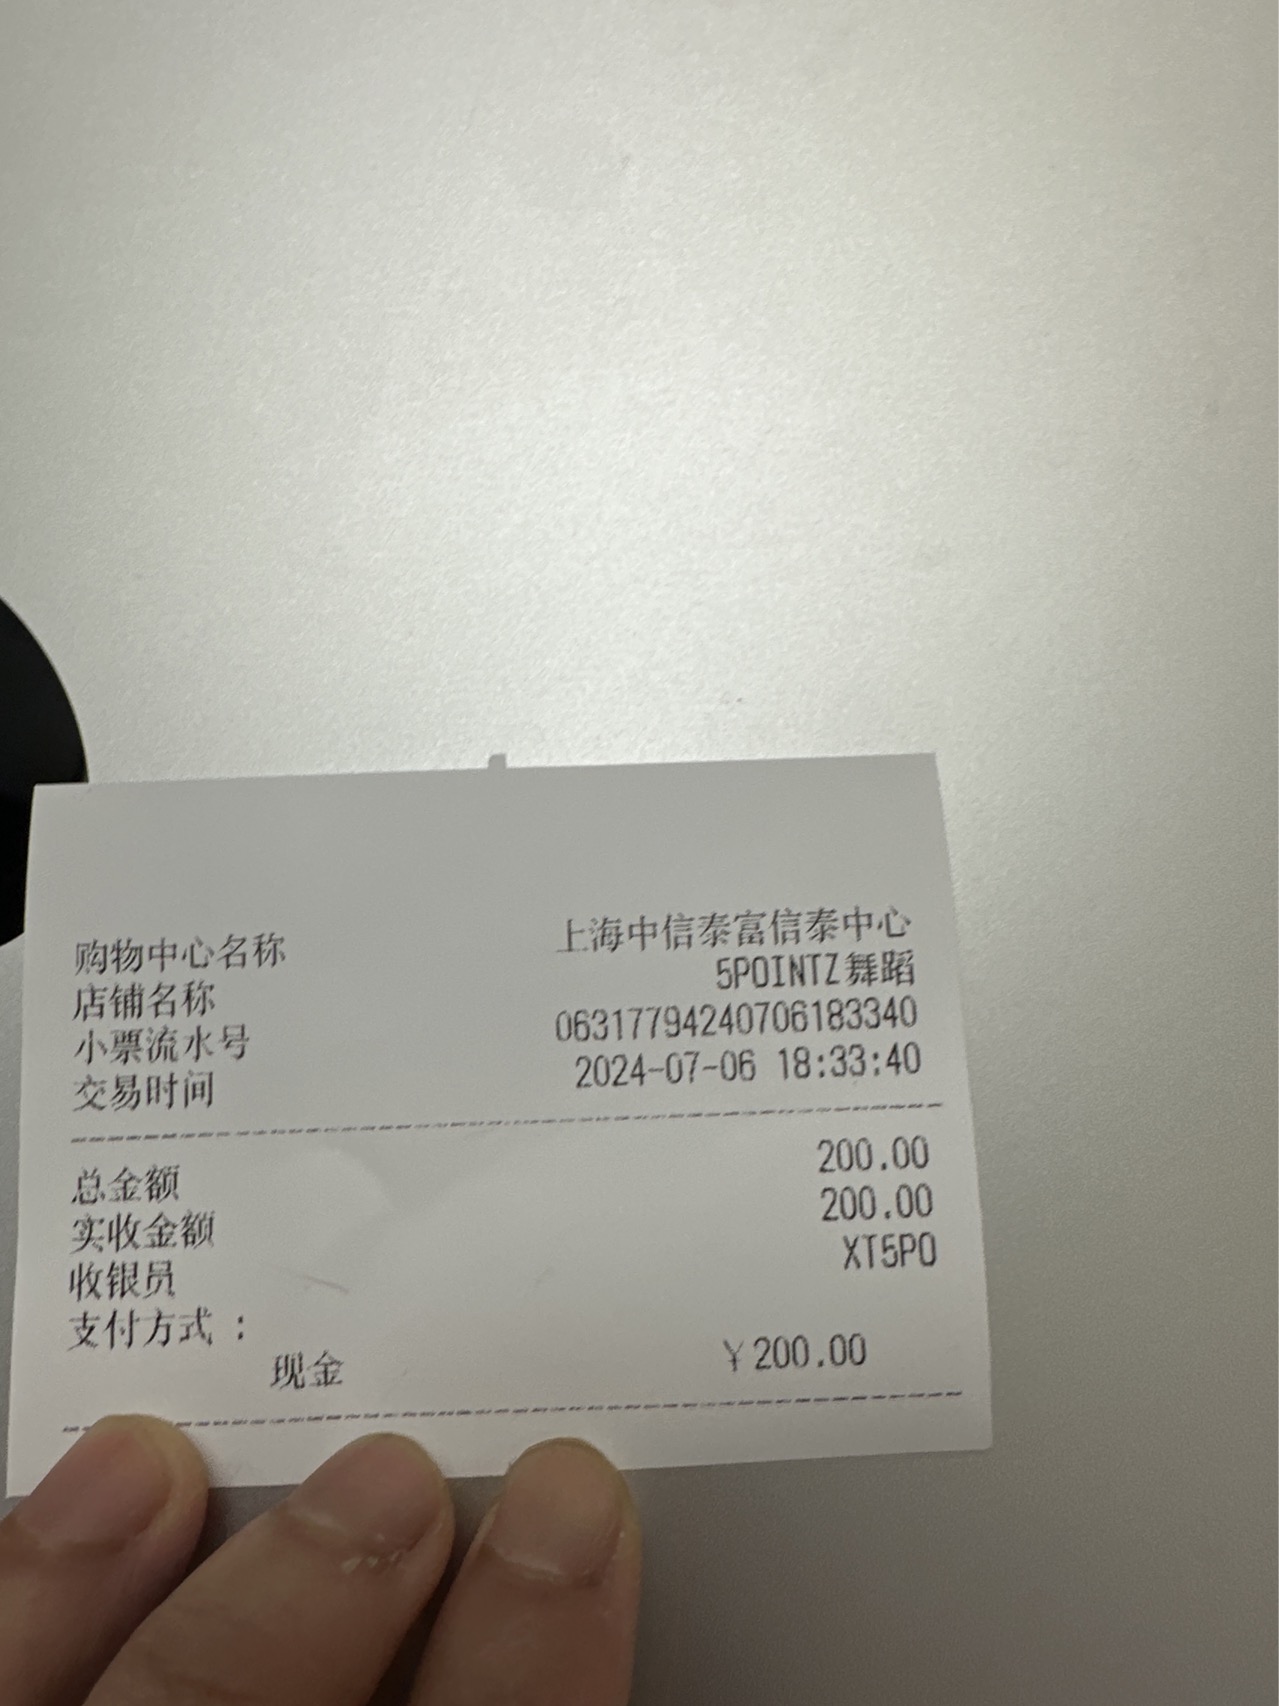 购物中心名称 上海中信泰富信泰中心
店铺名称 5POINTZ舞蹈
小票流水号 06317794240706183340
交易时间 2024-07-06 18:33:40
总金额 200.00
实收金额 200.00
收银员 XT5PO
支付方式：
现金 ￥200.00